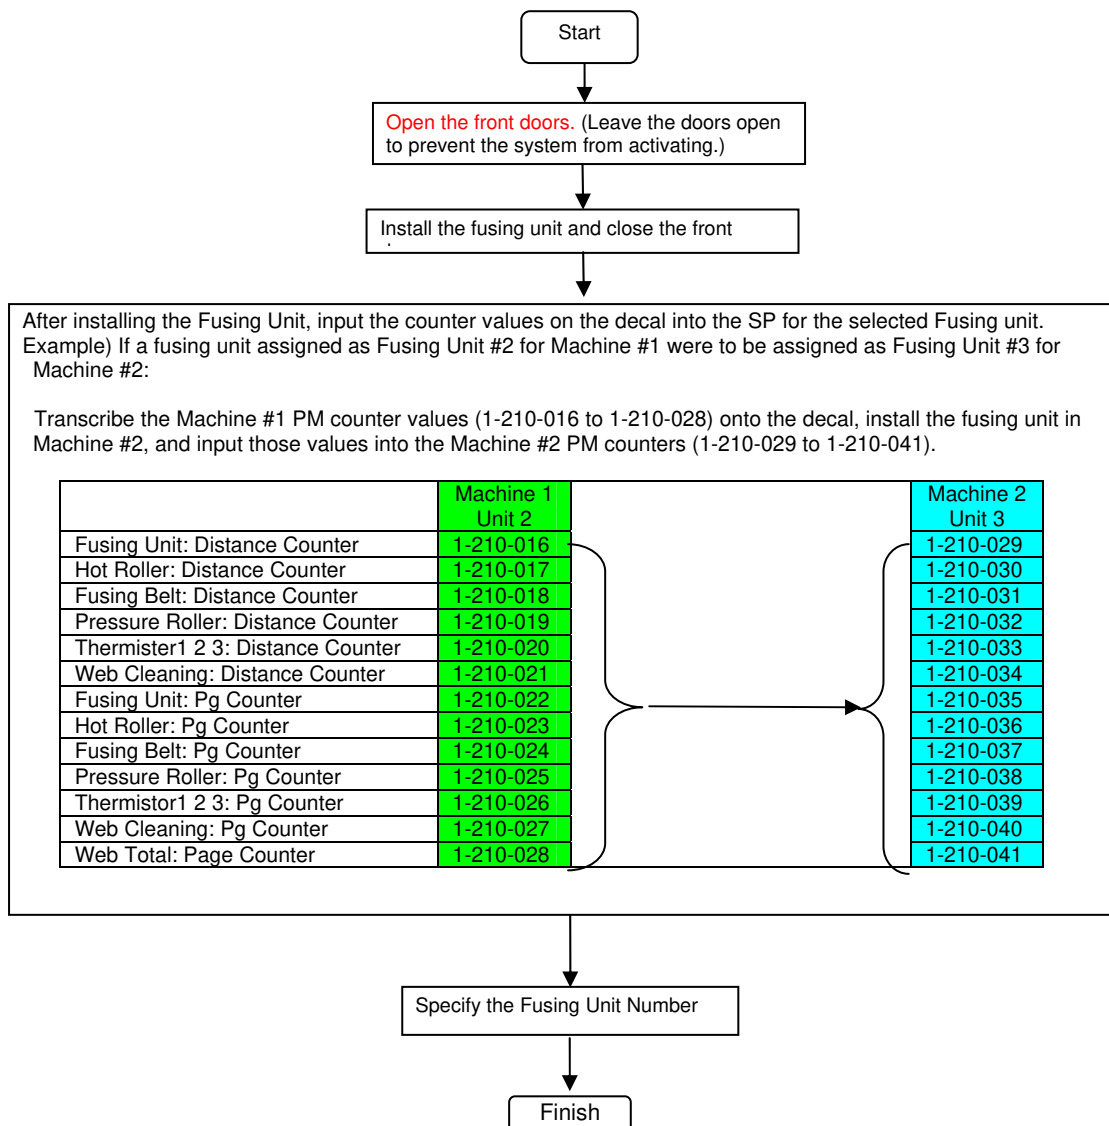 Start
Open the front doors. (Leave the doors open
to prevent the system from activating.)
Install the fusing unit and close the front
After installing the Fusing Unit, input the counter values on the decal into the SP for the selected Fusing unit.
Example) If a fusing unit assigned as Fusing Unit #2 for Machine #1 were to be assigned as Fusing Unit #3 for
Machine #2:
Transcribe the Machine #1 PM counter values (1-210-016 to 1-210-028) onto the decal, install the fusing unit in
Machine #2, and input those values into the Machine #2 PM counters (1-210-029 to 1-210-041).
Machine 1 Machine 2
Unit 2 Unit 3
Fusing Unit: Distance Counter 1-210-016 1-210-029
Hot Roller: Distance Counter 1-210-017 1-210-030
Fusing Belt: Distance Counter 1-210-018 1-210-031
Pressure Roller: Distance Counter 1-210-019 1-210-032
Thermister1 2 3: Distance Counter 1-210-020 1-210-033
Web Cleaning: Distance Counter 1-210-021 1-210-034
Fusing Unit: Pg Counter 1-210-022 1-210-035
Hot Roller: Pg Counter 1-210-023 1-210-036
Fusing Belt: Pg Counter 1-210-024 1-210-037
Pressure Roller: Pg Counter 1-210-025 1-210-038
Thermistor1 2 3: Pg Counter 1-210-026 1-210-039
Web Cleaning: Pg Counter 1-210-027 1-210-040
Web Total: Page Counter 1-210-028 1-210-041
Specify the Fusing Unit Number
Finish